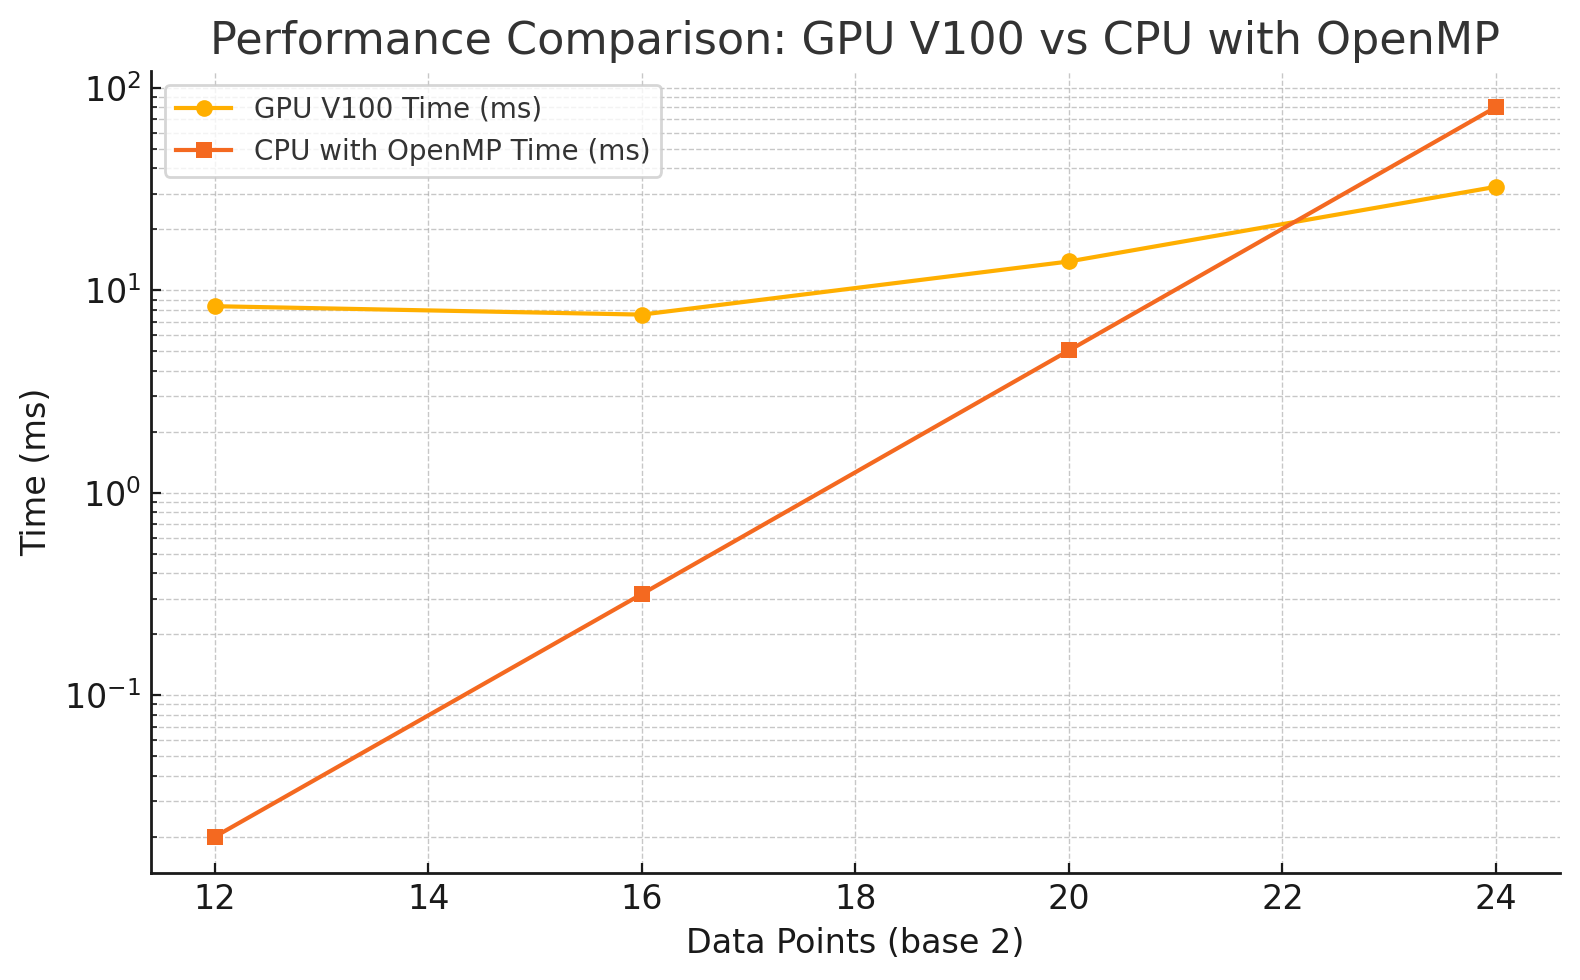 Performance Comparison: GPU V100 vs CPU with OpenMP
GPU V100 Time (ms)
CPU with OpenMP Time (ms)
10²
10¹
10⁰
10⁻¹
Time (ms)
12 14 16 18 20 22 24
Data Points (base 2)